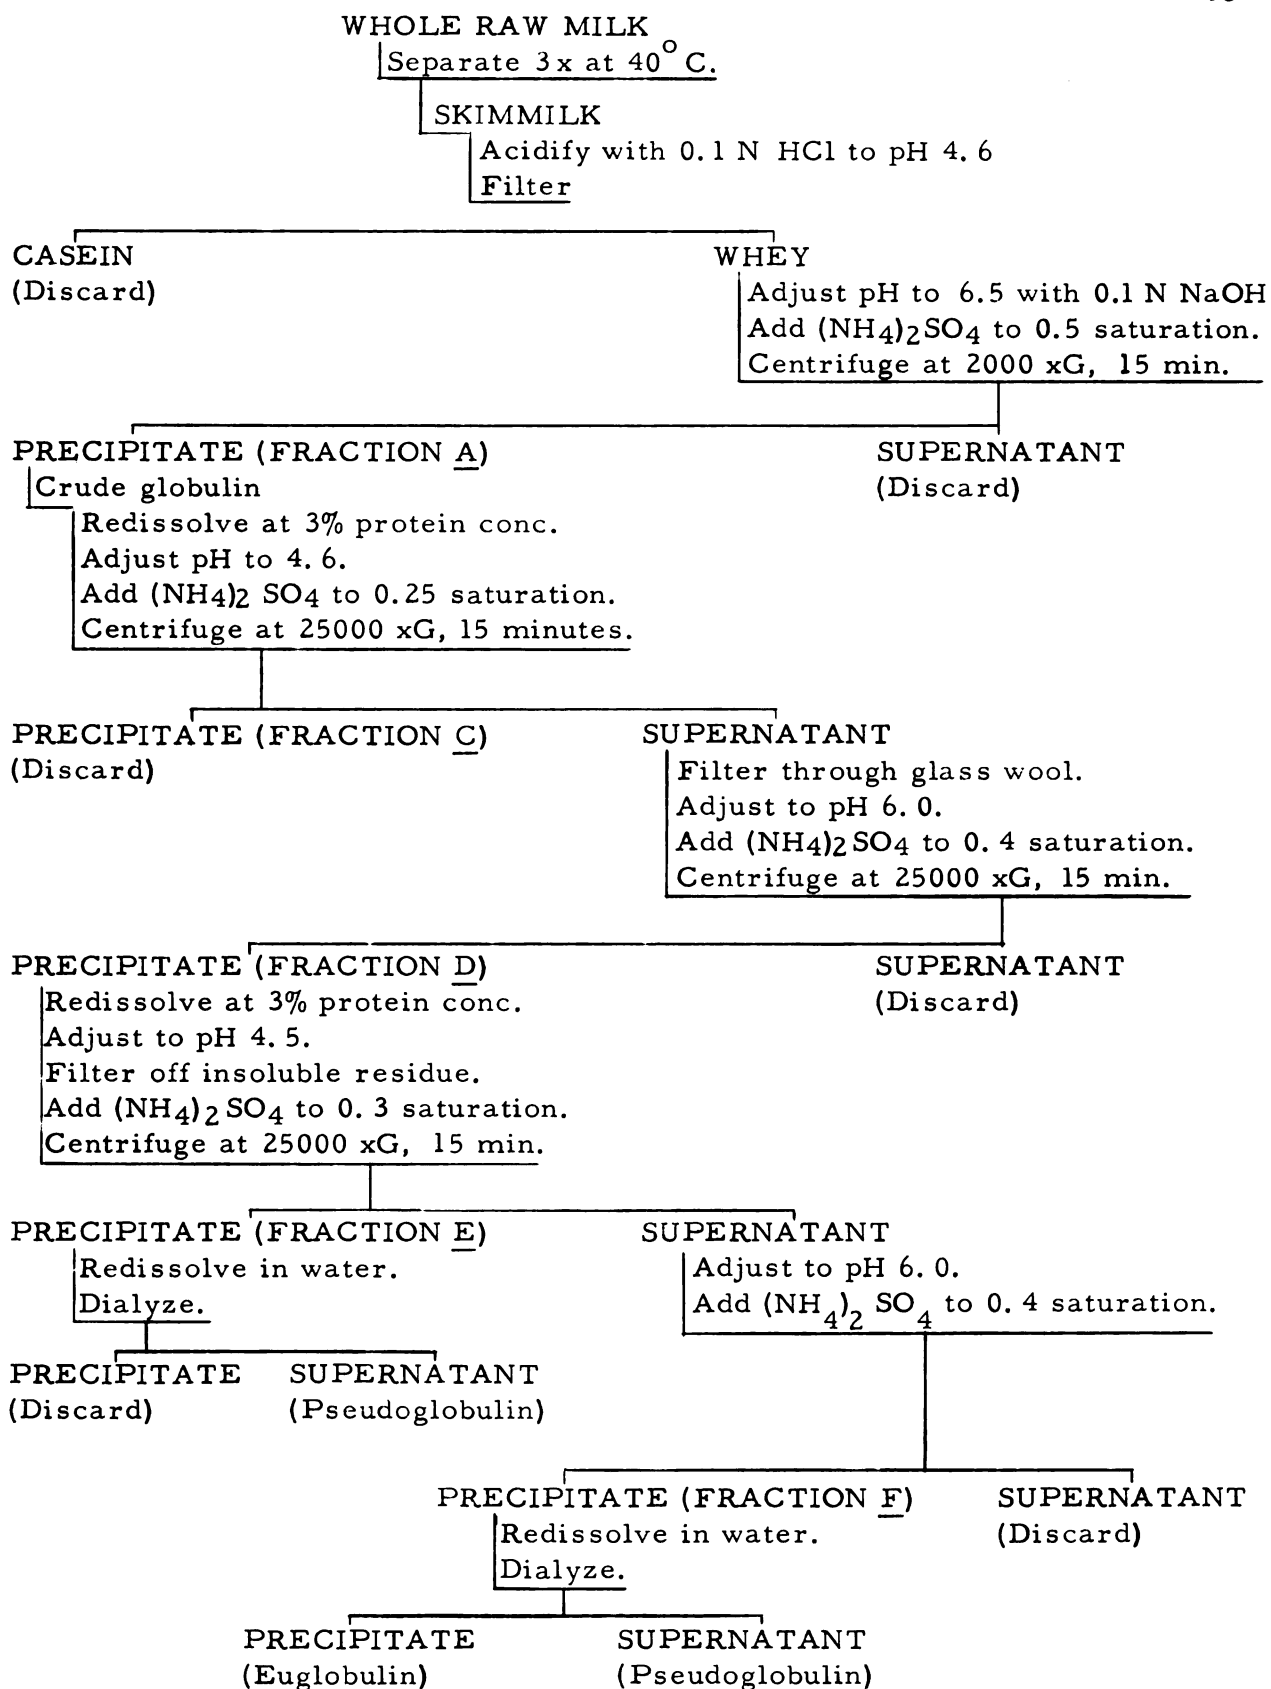 WHOLE RAW MILK
Separate 3x at 40° C.
SKIMMILK
Acidify with 0.1 N HCl to pH 4.6
Filter
CASEIN
(Discard)
WHEY
Adjust pH to 6.5 with 0.1 N NaOH
Add (NH4)2SO4 to 0.5 saturation.
Centrifuge at 2000 xG, 15 min.
PRECIPITATE (FRACTION A)
Crude globulin
Redissolve at 3% protein conc.
Adjust pH to 4.6.
Add (NH4)2 SO4 to 0.25 saturation.
Centrifuge at 25000 xG, 15 minutes.
SUPERNATANT
(Discard)
PRECIPITATE (FRACTION C)
(Discard)
SUPERNATANT
Filter through glass wool.
Adjust to pH 6.0.
Add (NH4)2SO4 to 0.4 saturation.
Centrifuge at 25000 xG, 15 min.
PRECIPITATE (FRACTION D)
Redissolve at 3% protein conc.
Adjust to pH 4.5.
Filter off insoluble residue.
Add (NH4)2SO4 to 0.3 saturation.
Centrifuge at 25000 xG, 15 min.
SUPERNATANT
(Discard)
PRECIPITATE (FRACTION E)
Redissolve in water.
Dialyze.
SUPERNATANT
Adjust to pH 6.0.
Add (NH4)2 SO4 to 0.4 saturation.
PRECIPITATE
(Discard)
SUPERNATANT
(Pseudoglobulin)
PRECIPITATE (FRACTION F)
Redissolve in water.
Dialyze.
SUPERNATANT
(Discard)
PRECIPITATE
(Euglobulin)
SUPERNATANT
(Pseudoglobulin)